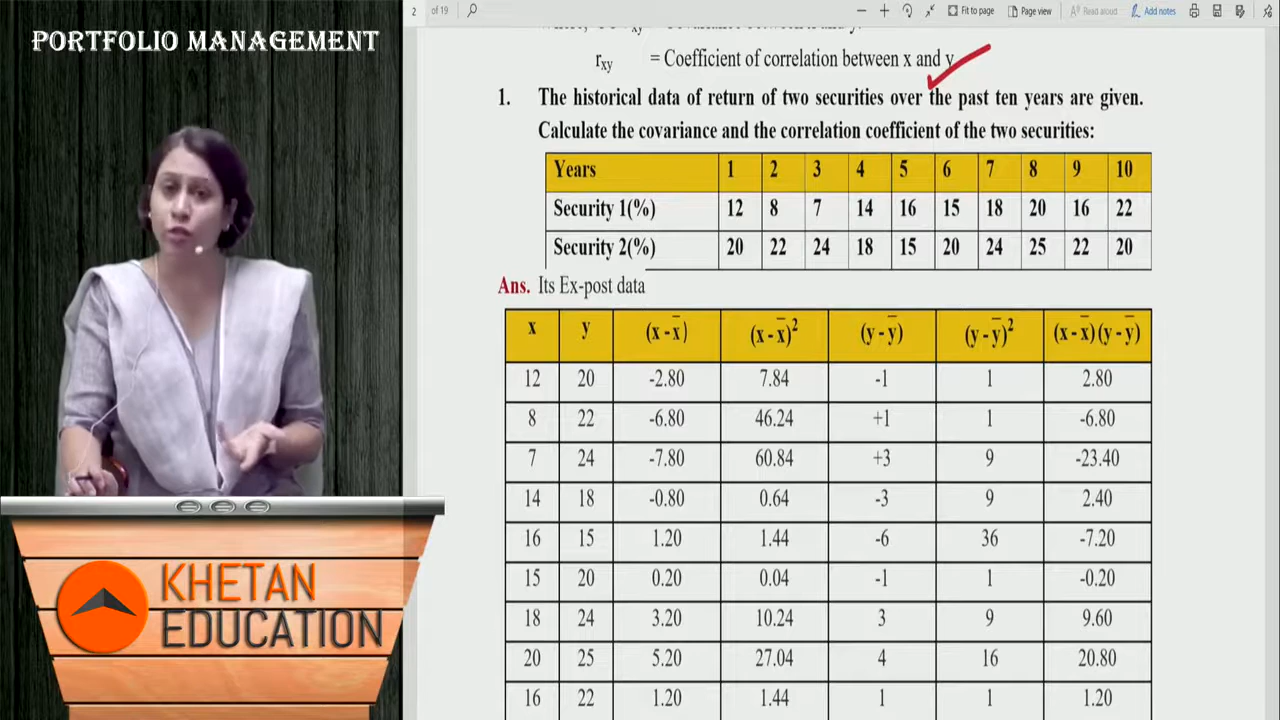 PORTFOLIO MANAGEMENT
2 of 19 Fit to page Page view Read aloud Add notes
rxy = Coefficient of correlation between x and y
1. The historical data of return of two securities over the past ten years are given.
Calculate the covariance and the correlation coefficient of the two securities:
Years 1 2 3 4 5 6 7 8 9 10
Security 1(%) 12 8 7 14 16 15 18 20 16 22
Security 2(%) 20 22 24 18 15 20 24 25 22 20
Ans. Its Ex-post data
x y (x - x̄) (x - x̄)² (y - ȳ) (y - ȳ)² (x - x̄) (y - ȳ)
12 20 -2.80 7.84 -1 1 2.80
8 22 -6.80 46.24 +1 1 -6.80
7 24 -7.80 60.84 +3 9 -23.40
14 18 -0.80 0.64 -3 9 2.40
16 15 1.20 1.44 -6 36 -7.20
15 20 0.20 0.04 -1 1 -0.20
18 24 3.20 10.24 3 9 9.60
20 25 5.20 27.04 4 16 20.80
16 22 1.20 1.44 1 1 1.20
KHETAN
EDUCATION